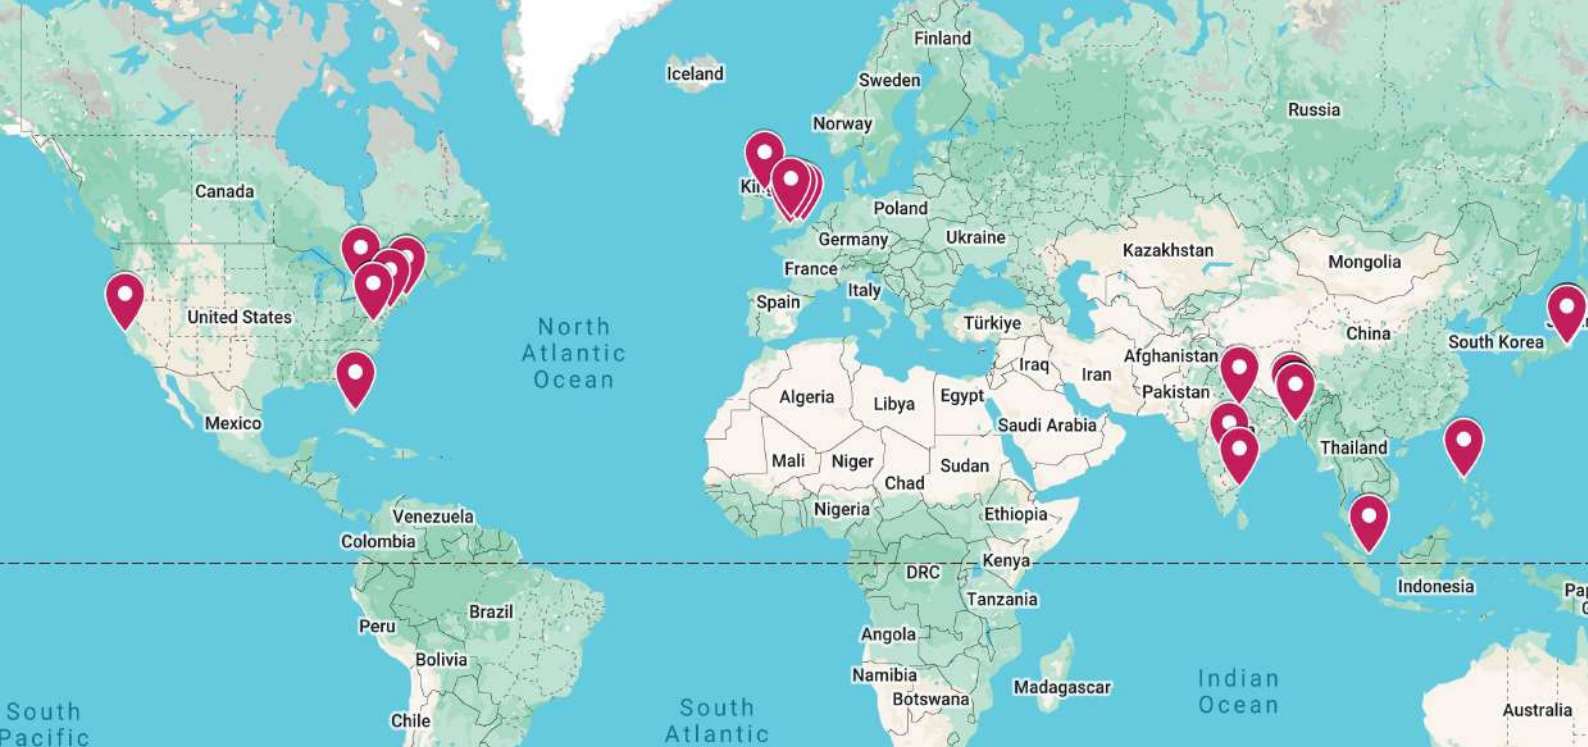 Finland
Iceland
Sweden
Russia
Norway
Canada
Poland
Germany
Ukraine
Kazakhstan
Mongolia
France
Italy
Spain
United States
North
Atlantic
Ocean
Türkiye
China
South Korea
Afghanistan
Iraq
Iran
Pakistan
Algeria
Libya
Egypt
Saudi Arabia
Mexico
Thailand
Mali
Niger
Sudan
Chad
Nigeria
Ethiopia
Venezuela
Colombia
Kenya
DRC
Indonesia
Tanzania
Brazil
Peru
Angola
Bolivia
Namibia
Botswana
Madagascar
Indian
Ocean
South
Pacific
South
Atlantic
Chile
Australia